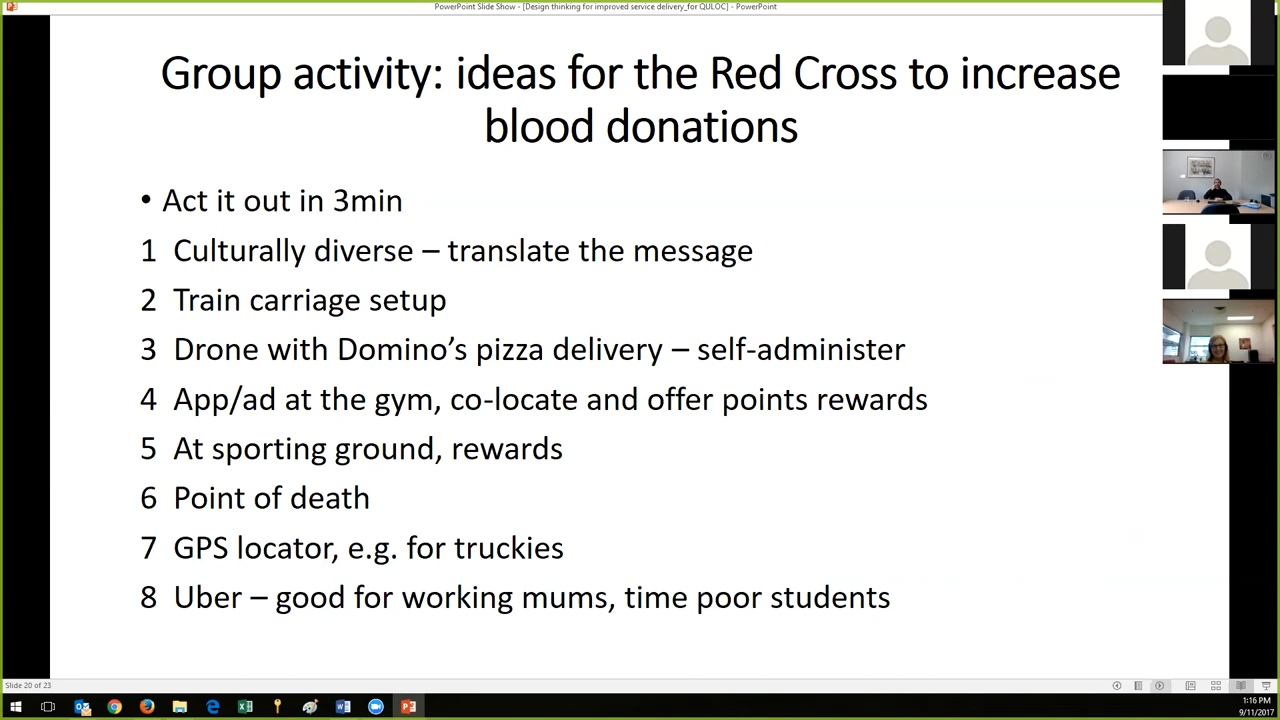 PowerPoint Slide Show - [Design thinking for improved service delivery_for QULOC] - PowerPoint
Group activity: ideas for the Red Cross to increase
blood donations
• Act it out in 3min
1 Culturally diverse – translate the message
2 Train carriage setup
3 Drone with Domino’s pizza delivery – self-administer
4 App/ad at the gym, co-locate and offer points rewards
5 At sporting ground, rewards
6 Point of death
7 GPS locator, e.g. for truckies
8 Uber – good for working mums, time poor students
Slide 20 of 23
1:16 PM
9/11/2017